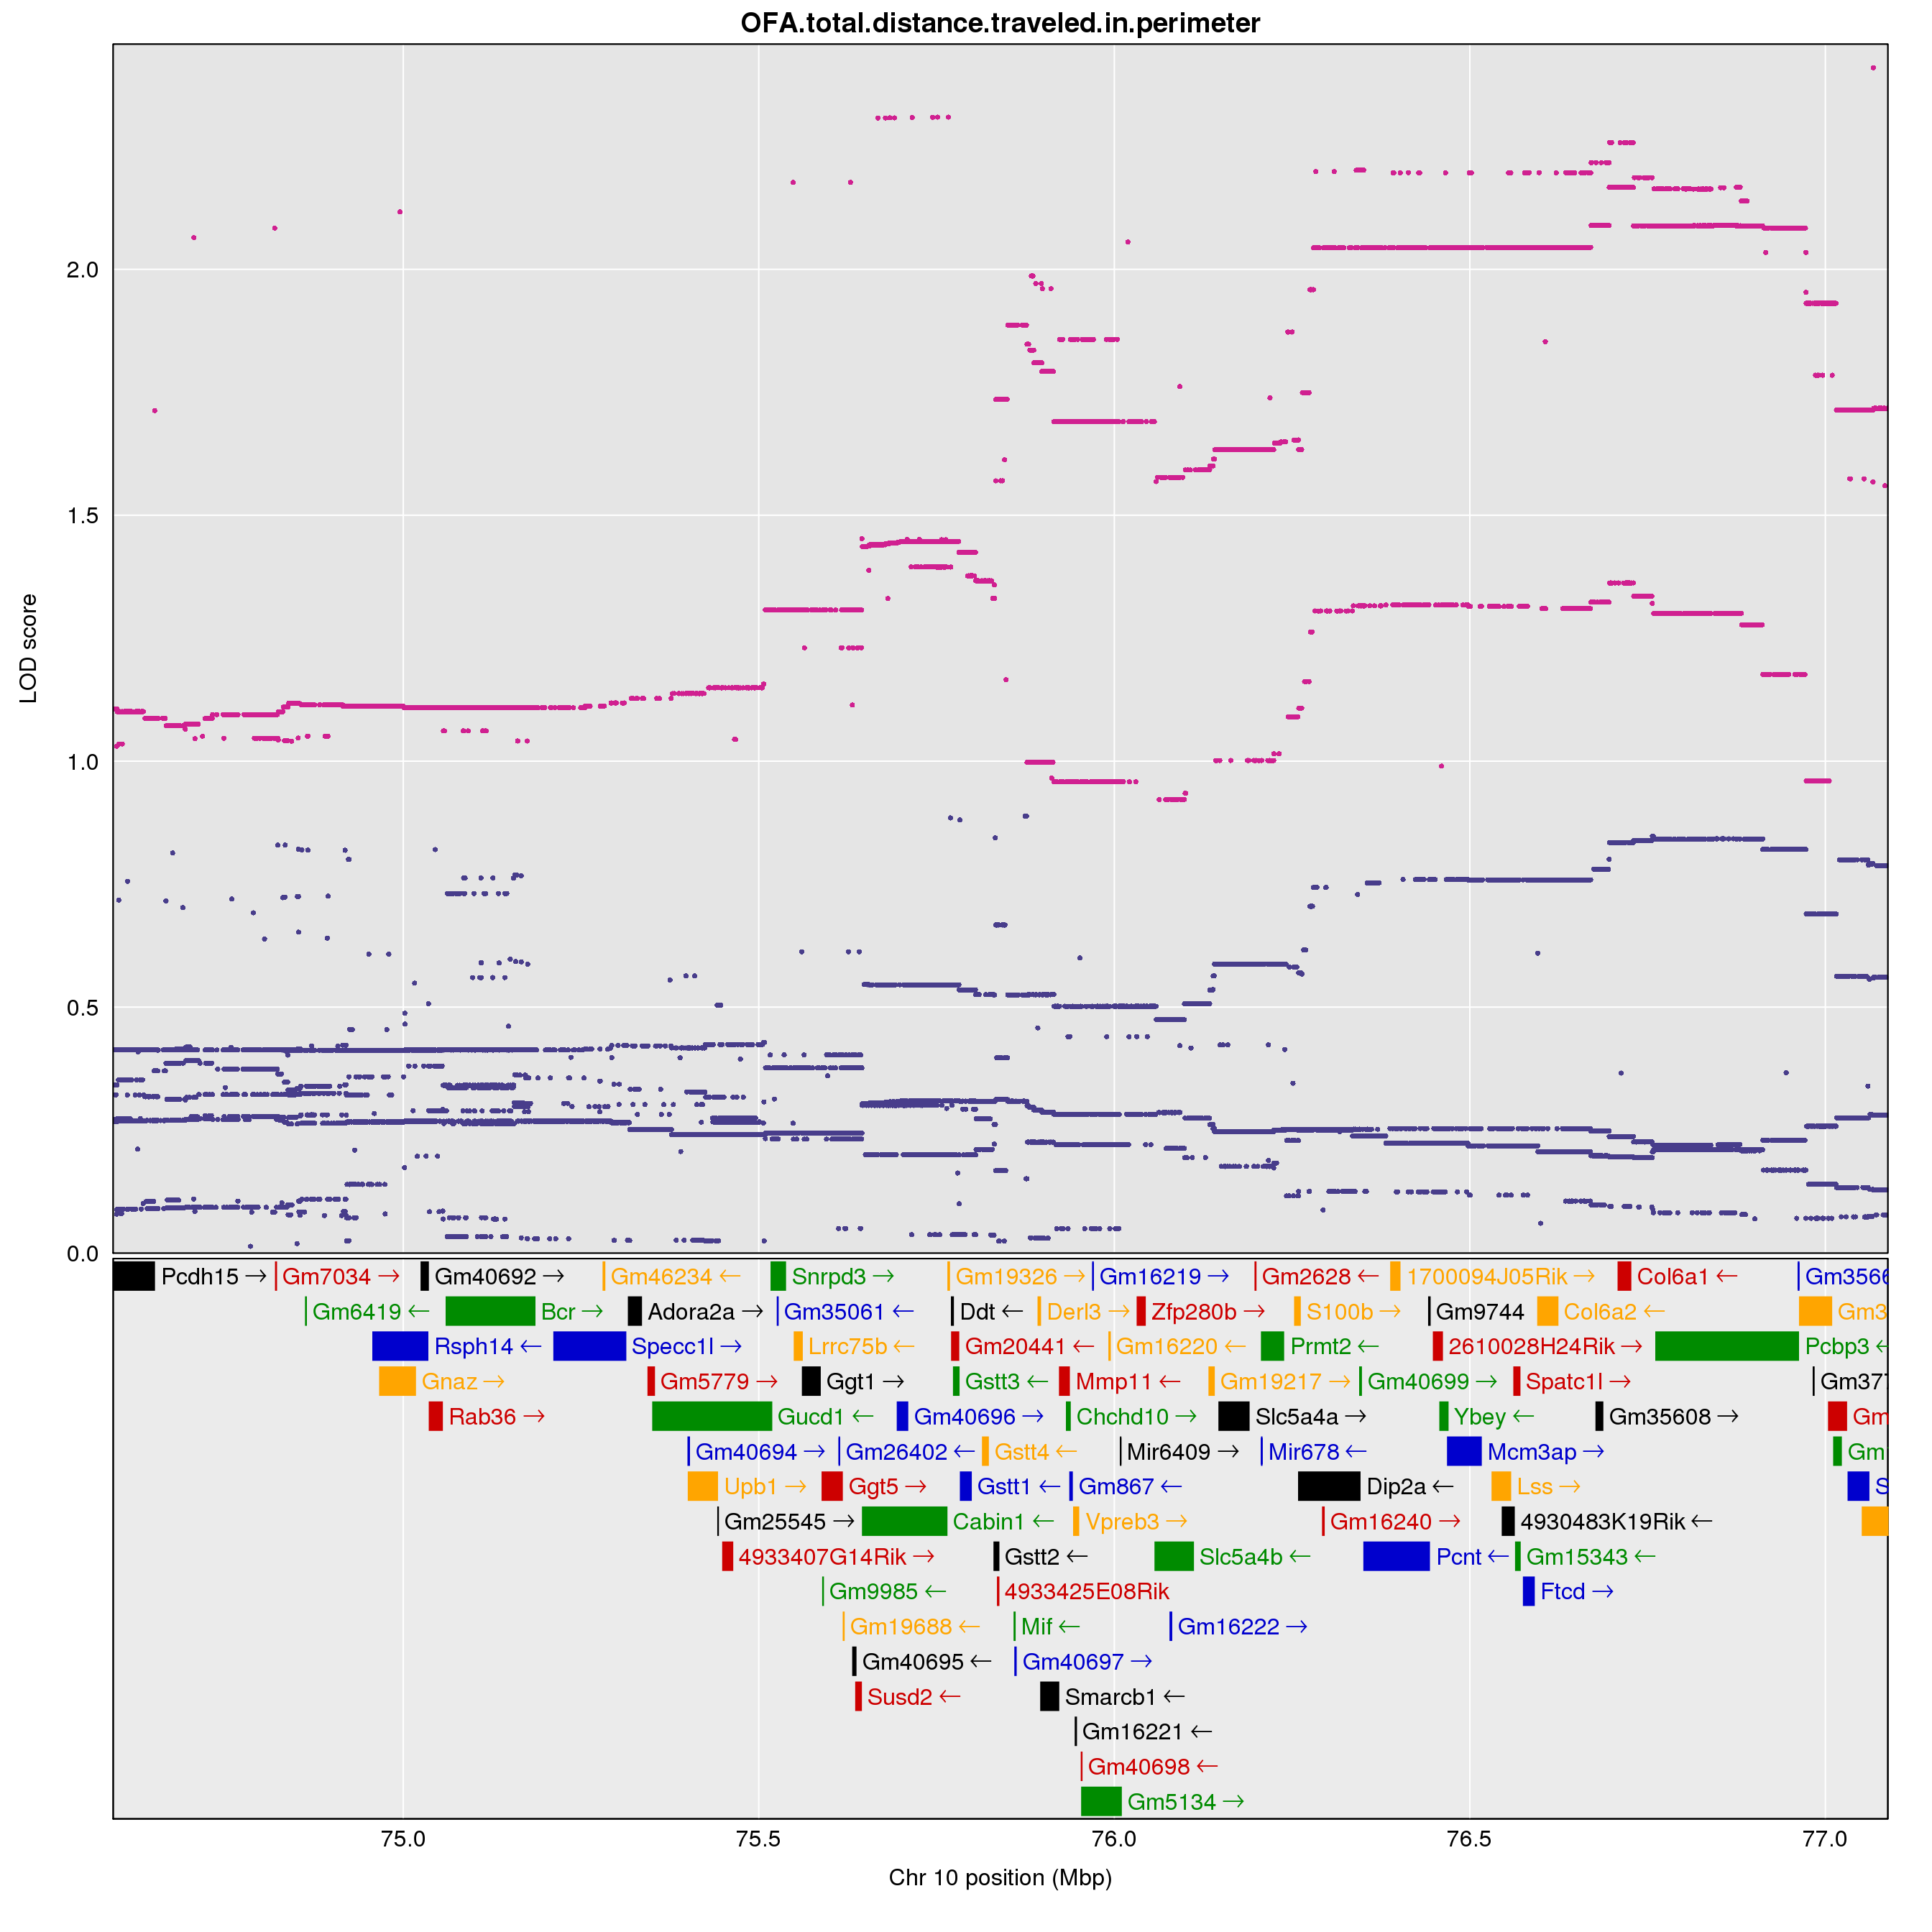 OFA.total.distance.traveled.in.perimeter
LOD score
2.0
1.5
1.0
0.5
0.0
Pcdh15 → Gm7034 → Gm40692 → Gm46234 ← Snrpd3 → Gm19326 → Gm16219 → Gm2628 ← 1700094J05Rik → Col6a1 ← Gm3566
Gm6419 ← Bcr → Adora2a → Gm35061 ← Ddt ← Derl3 → Zfp280b → S100b → Gm9744 Col6a2 ← Gm3
Rsph14 ← Specc1l → Lrrc75b ← Gm20441 ← Gm16220 ← Prmt2 ← 2610028H24Rik → Pcbp3 ←
Gnaz → Gm5779 → Ggt1 → Gstt3 ← Mmp11 ← Gm19217 → Gm40699 → Spatc1l → Gm377
Rab36 → Gucd1 ← Gm40696 → Chchd10 → Slc5a4a → Ybey ← Gm35608 → Gm
Gm40694 → Gm26402 ← Gstt4 ← Mir6409 → Mir678 ← Mcm3ap → Gm
Upb1 → Ggt5 → Gstt1 ← Gm867 ← Dip2a ← Lss → S
Gm25545 → Cabin1 ← Vpreb3 → Gm16240 → 4930483K19Rik ←
4933407G14Rik → Gstt2 ← Slc5a4b ← Pcnt ← Gm15343 ←
Gm9985 ← 4933425E08Rik Ftcd →
Gm19688 ← Mif ← Gm16222 →
Gm40695 ← Gm40697 →
Susd2 ← Smarcb1 ←
Gm16221 ←
Gm40698 ←
Gm5134 →
75.0 75.5 76.0 76.5 77.0
Chr 10 position (Mbp)